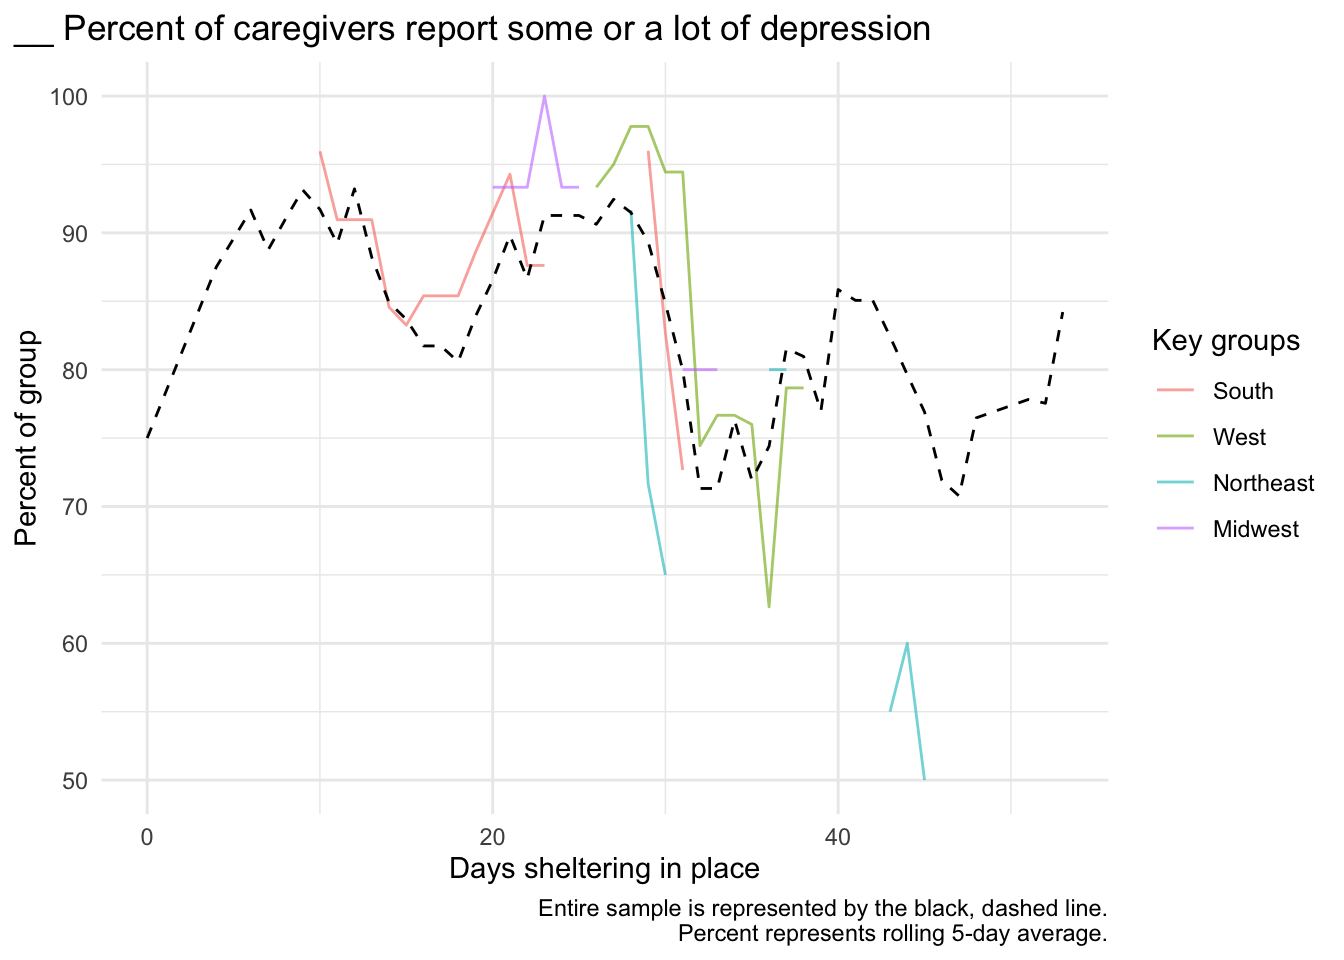 __ Percent of caregivers report some or a lot of depression
100
90
80
70
60
50
Percent of group
0
20
40
Days sheltering in place
Key groups
South
West
Northeast
Midwest
Entire sample is represented by the black, dashed line.
Percent represents rolling 5-day average.